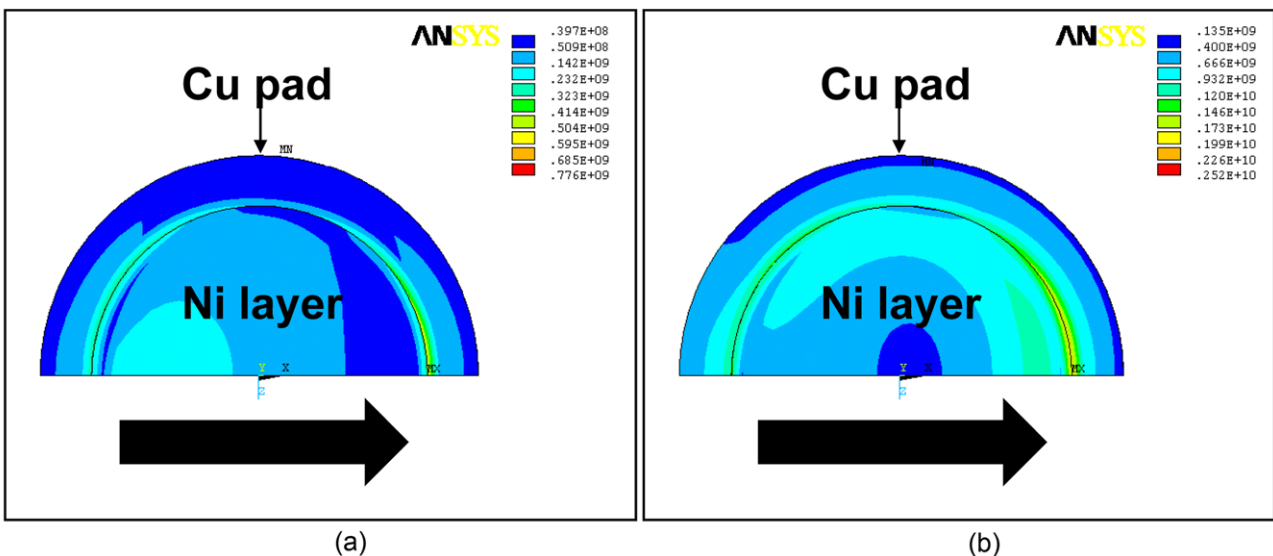 ANSYS
.397E+08
.509E+08
.142E+09
.232E+09
.323E+09
.414E+09
.504E+09
.595E+09
.685E+09
.776E+09
Cu pad
MN
Ni layer
Y X
MX
Z
(a)
ANSYS
.135E+09
.400E+09
.666E+09
.932E+09
.120E+10
.146E+10
.173E+10
.199E+10
.226E+10
.252E+10
Cu pad
MN
Ni layer
Y X
MX
Z
(b)